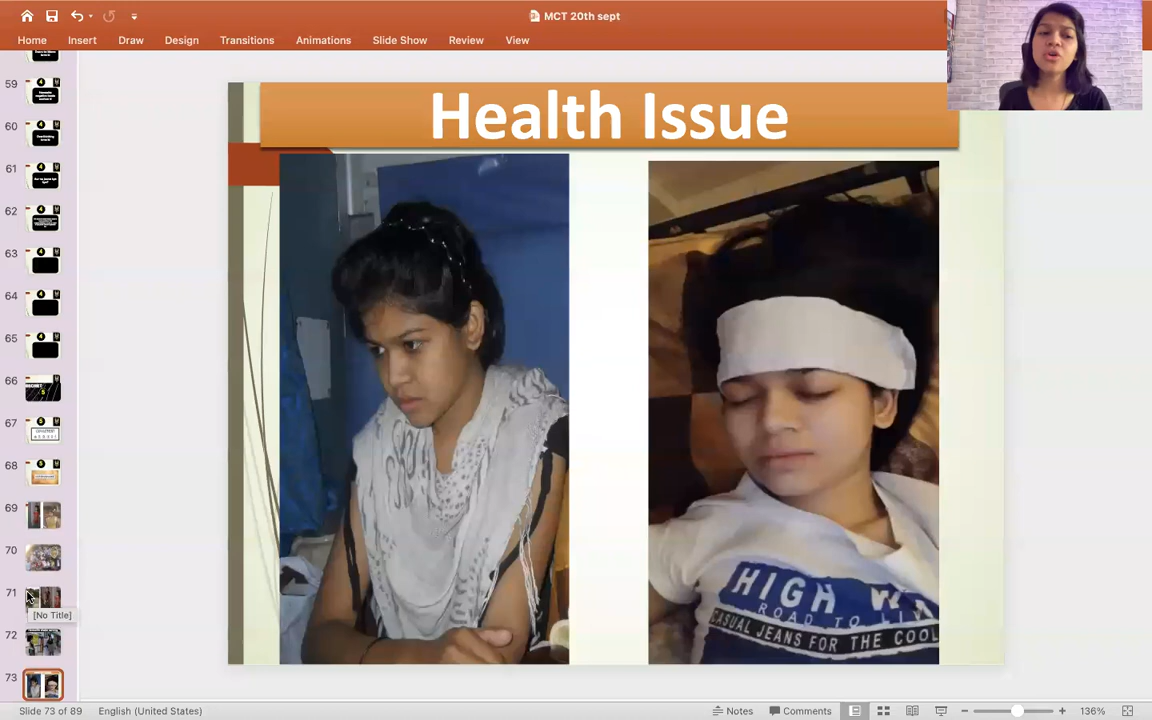 MCT 20th sept
Home Insert Draw Design Transitions Animations Slide Show Review View
59
60
61
62
63
64
65
66
67
68
69
70
71
[No Title]
72
73
Health Issue
HIGH
ROAD TO
CASUAL JEANS FOR THE COOL
Slide 73 of 89 English (United States) Notes Comments 136%